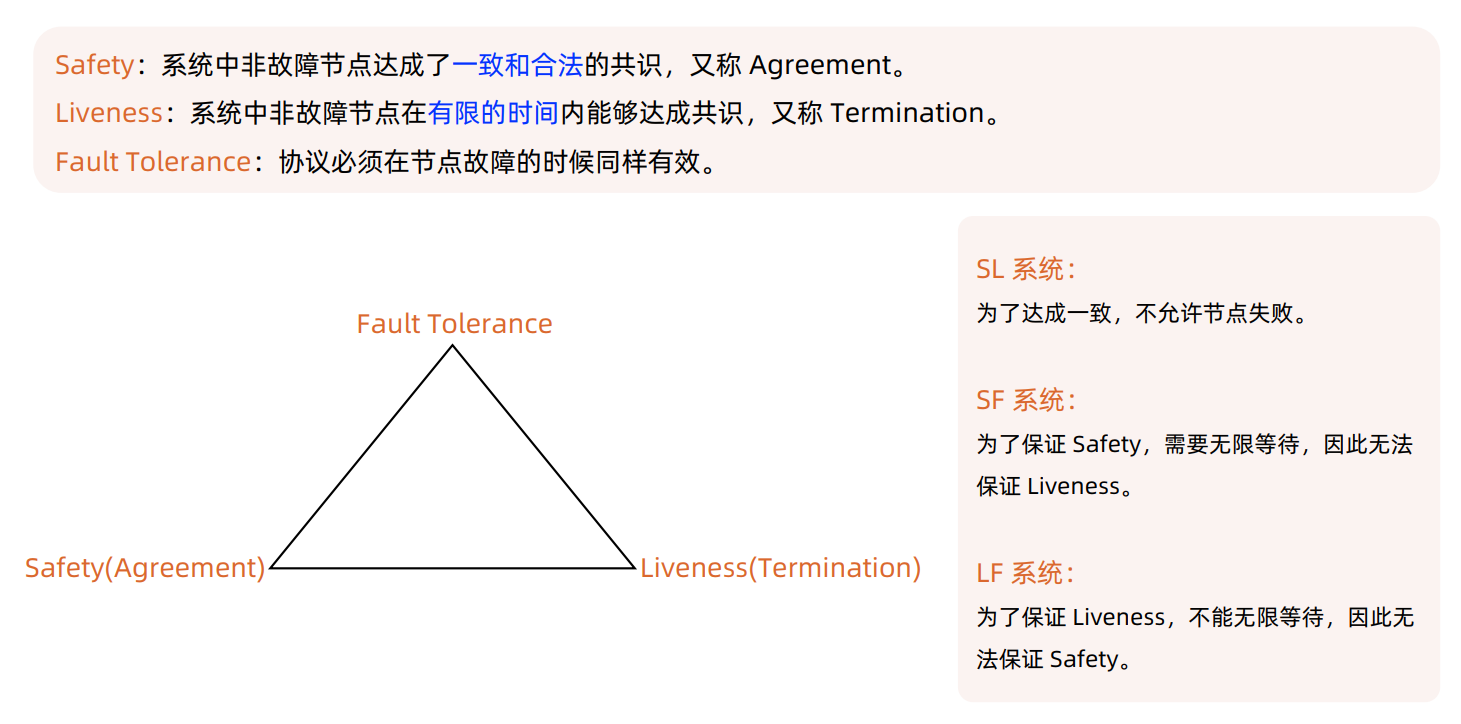 Safety：系统中非故障节点达成了一致和合法的共识，又称 Agreement。
Liveness：系统中非故障节点在有限的时间内能够达成共识，又称 Termination。
Fault Tolerance：协议必须在节点故障的时候同样有效。
Fault Tolerance
Safety(Agreement)
Liveness(Termination)
SL 系统：
为了达成一致，不允许节点失败。
SF 系统：
为了保证 Safety，需要无限等待，因此无法
保证 Liveness。
LF 系统：
为了保证 Liveness，不能无限等待，因此无
法保证 Safety。